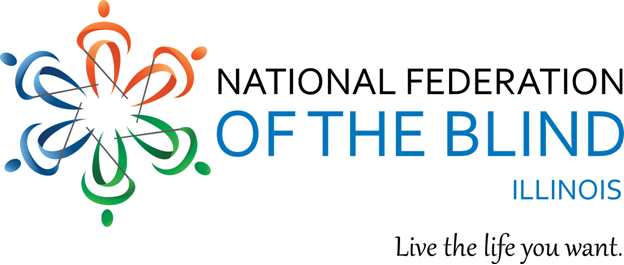 NATIONAL FEDERATION
OF THE BLIND
ILLINOIS
Live the life you want.